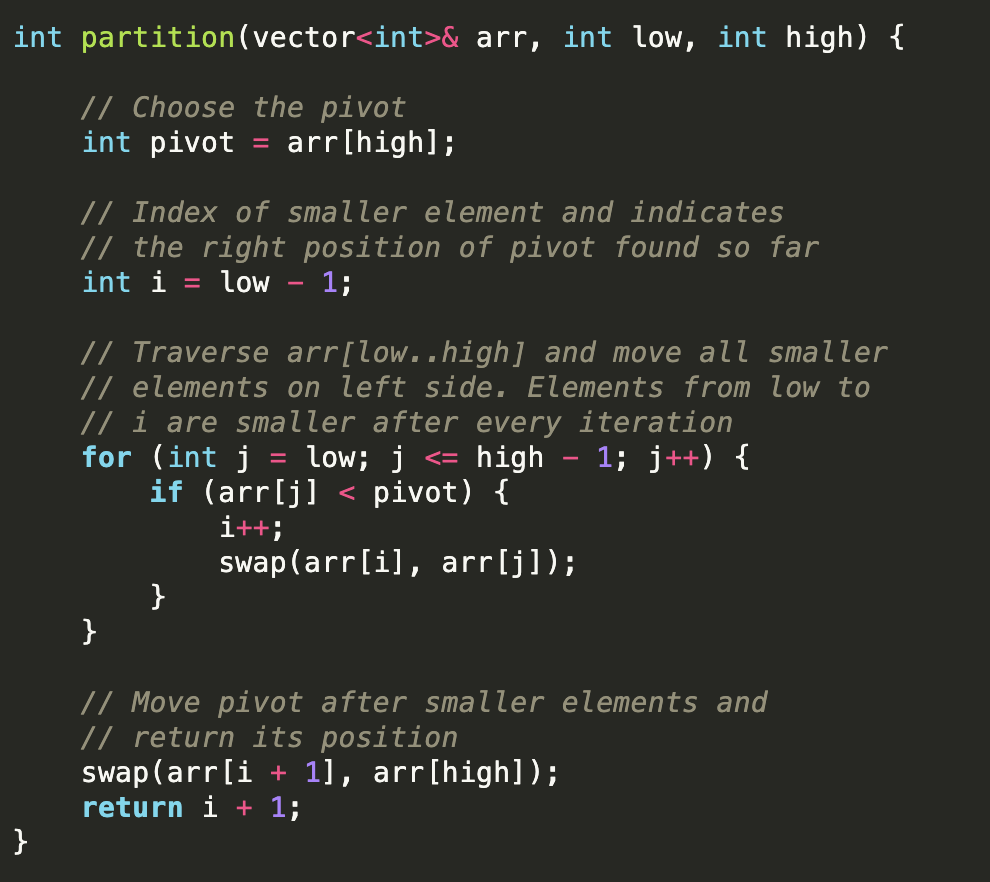 int partition(vector<int>& arr, int low, int high) {
    // Choose the pivot
    int pivot = arr[high];
    // Index of smaller element and indicates
    // the right position of pivot found so far
    int i = low - 1;
    // Traverse arr[low..high] and move all smaller
    // elements on left side. Elements from low to
    // i are smaller after every iteration
    for (int j = low; j <= high - 1; j++) {
        if (arr[j] < pivot) {
            i++;
            swap(arr[i], arr[j]);
        }
    }
    // Move pivot after smaller elements and
    // return its position
    swap(arr[i + 1], arr[high]);
    return i + 1;
}